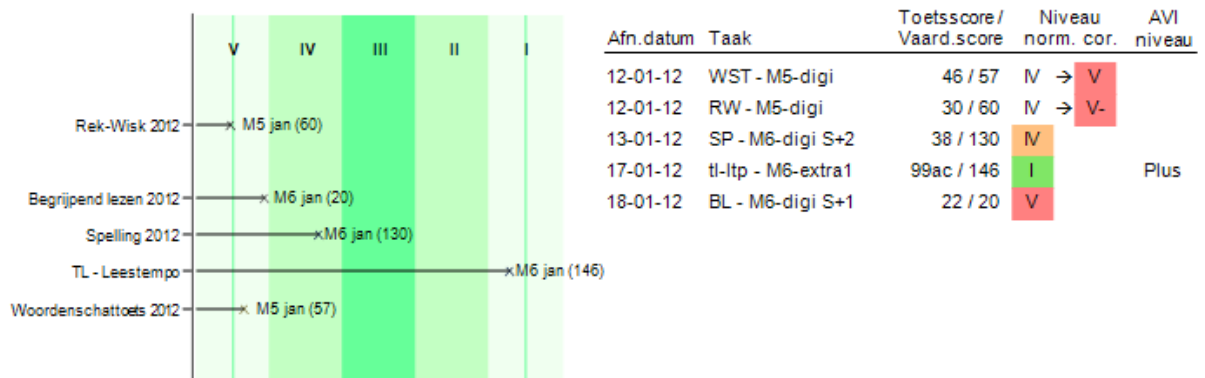 V IV III II I
Rek-Wisk 2012 M5 jan (60)
Begrijpend lezen 2012 M6 jan (20)
Spelling 2012 M6 jan (130)
TL - Leestempo M6 jan (146)
Woordenschattoets 2012 M5 jan (57)
Toetsscore / Niveau AVI
Afn.datum Taak Vaard.score norm. cor. niveau
12-01-12 WST - M5-digi 46 / 57 IV → V
12-01-12 RW - M5-digi 30 / 60 IV → V-
13-01-12 SP - M6-digi S+2 38 / 130 IV
17-01-12 tl-ltp - M6-extra1 99ac / 146 I Plus
18-01-12 BL - M6-digi S+1 22 / 20 V